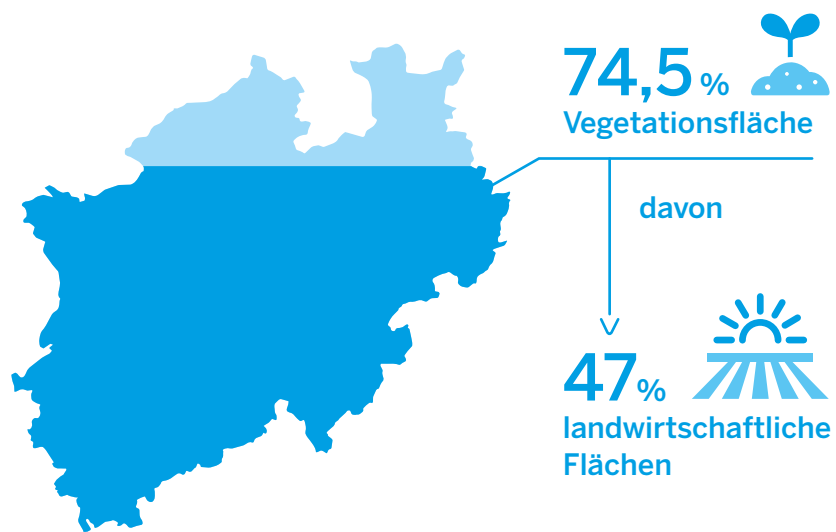 74,5 %
Vegetationsfläche
davon
47 %
landwirtschaftliche
Flächen